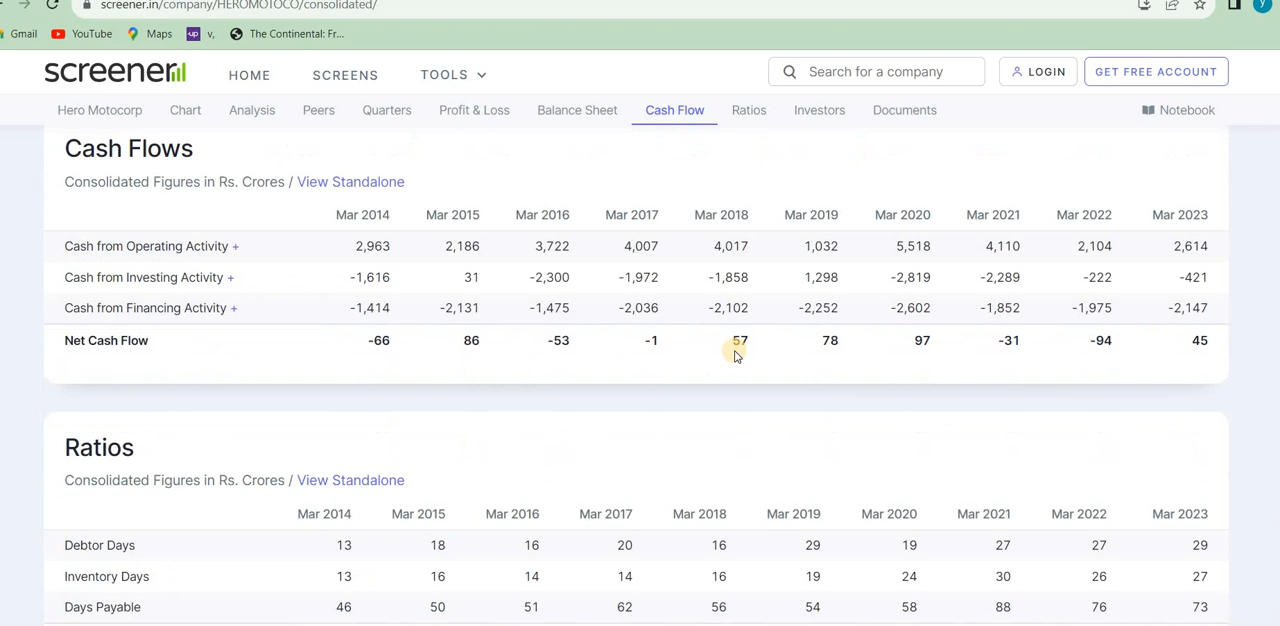 screener.in/company/HEROMOTOCO/consolidated/
Gmail YouTube Maps up v, The Continental: Fr...
screener HOME SCREENS TOOLS Search for a company LOGIN GET FREE ACCOUNT
Hero Motocorp Chart Analysis Peers Quarters Profit & Loss Balance Sheet Cash Flow Ratios Investors Documents Notebook
Cash Flows
Consolidated Figures in Rs. Crores / View Standalone
Mar 2014 Mar 2015 Mar 2016 Mar 2017 Mar 2018 Mar 2019 Mar 2020 Mar 2021 Mar 2022 Mar 2023
Cash from Operating Activity + 2,963 2,186 3,722 4,007 4,017 1,032 5,518 4,110 2,104 2,614
Cash from Investing Activity + -1,616 31 -2,300 -1,972 -1,858 1,298 -2,819 -2,289 -222 -421
Cash from Financing Activity + -1,414 -2,131 -1,475 -2,036 -2,102 -2,252 -2,602 -1,852 -1,975 -2,147
Net Cash Flow -66 86 -53 -1 57 78 97 -31 -94 45
Ratios
Consolidated Figures in Rs. Crores / View Standalone
Mar 2014 Mar 2015 Mar 2016 Mar 2017 Mar 2018 Mar 2019 Mar 2020 Mar 2021 Mar 2022 Mar 2023
Debtor Days 13 18 16 20 16 29 19 27 27 29
Inventory Days 13 16 14 14 16 19 24 30 26 27
Days Payable 46 50 51 62 56 54 58 88 76 73